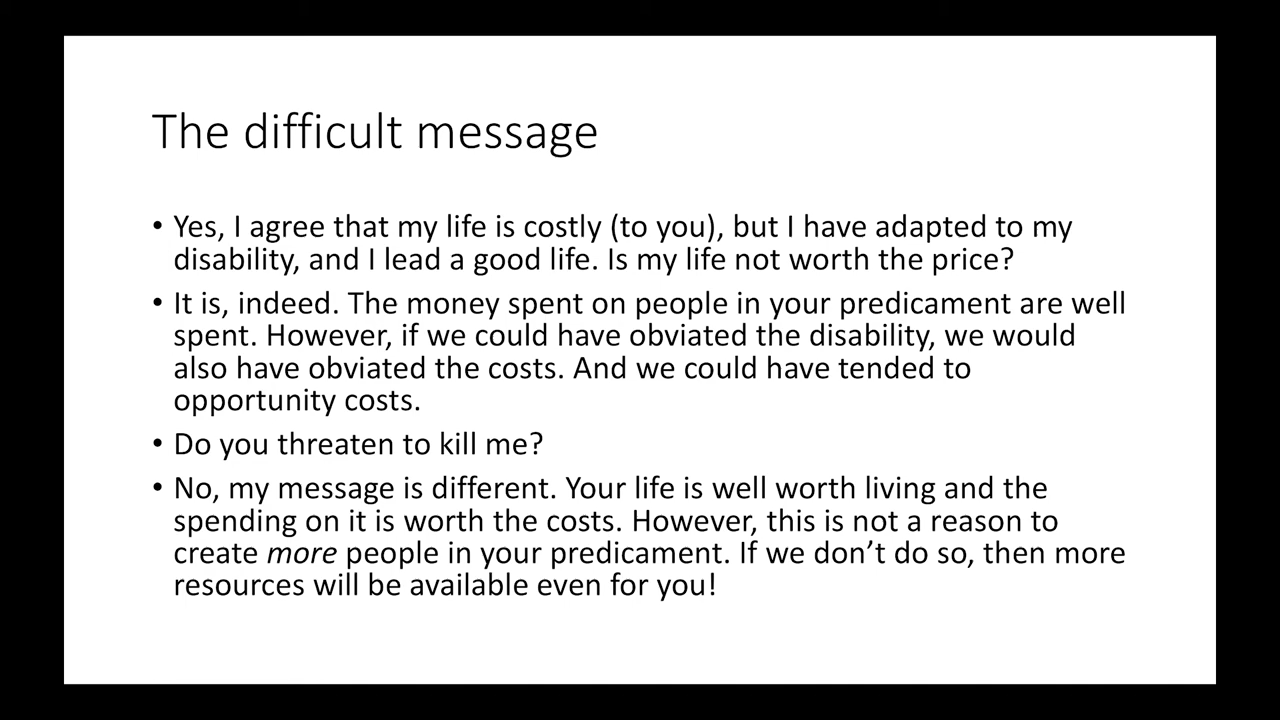 The difficult message
• Yes, I agree that my life is costly (to you), but I have adapted to my
disability, and I lead a good life. Is my life not worth the price?
• It is, indeed. The money spent on people in your predicament are well
spent. However, if we could have obviated the disability, we would
also have obviated the costs. And we could have tended to
opportunity costs.
• Do you threaten to kill me?
• No, my message is different. Your life is well worth living and the
spending on it is worth the costs. However, this is not a reason to
create more people in your predicament. If we don’t do so, then more
resources will be available even for you!